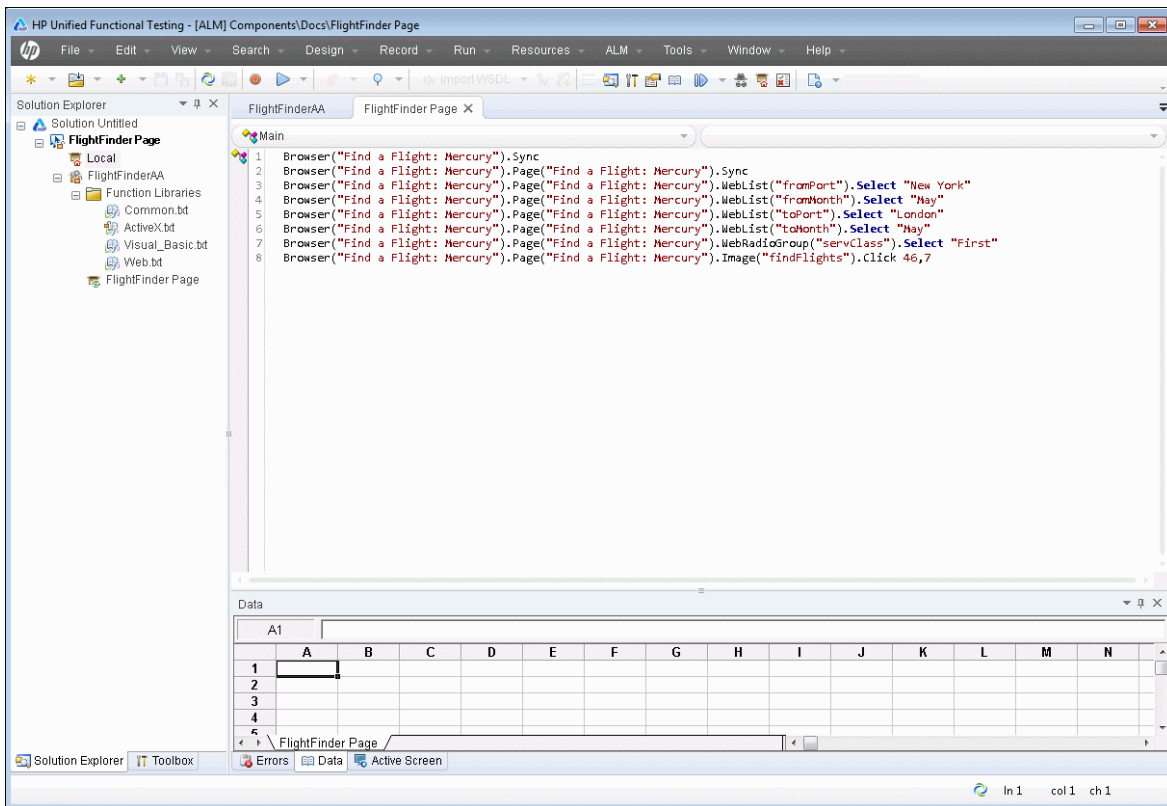 HP Unified Functional Testing - [ALM] Components\Docs\FlightFinder Page
hp File Edit View Search Design Record Run Resources ALM Tools Window Help
Import WSDL
Solution Explorer
Solution Untitled
FlightFinder Page
Local
FlightFinderAA
Function Libraries
Common.txt
ActiveX.txt
Visual_Basic.txt
Web.txt
FlightFinder Page
FlightFinderAA FlightFinder Page
Main
1 Browser("Find a Flight: Mercury").Sync
2 Browser("Find a Flight: Mercury").Page("Find a Flight: Mercury").Sync
3 Browser("Find a Flight: Mercury").Page("Find a Flight: Mercury").WebList("fromPort").Select "New York"
4 Browser("Find a Flight: Mercury").Page("Find a Flight: Mercury").WebList("fromMonth").Select "May"
5 Browser("Find a Flight: Mercury").Page("Find a Flight: Mercury").WebList("toPort").Select "London"
6 Browser("Find a Flight: Mercury").Page("Find a Flight: Mercury").WebList("toMonth").Select "May"
7 Browser("Find a Flight: Mercury").Page("Find a Flight: Mercury").WebRadioGroup("servClass").Select "First"
8 Browser("Find a Flight: Mercury").Page("Find a Flight: Mercury").Image("findFlights").Click 46,7
Data
A1
A B C D E F G H I J K L M N
1
2
3
4
5
FlightFinder Page
Solution Explorer Toolbox
Errors Data Active Screen
ln 1 col 1 ch 1